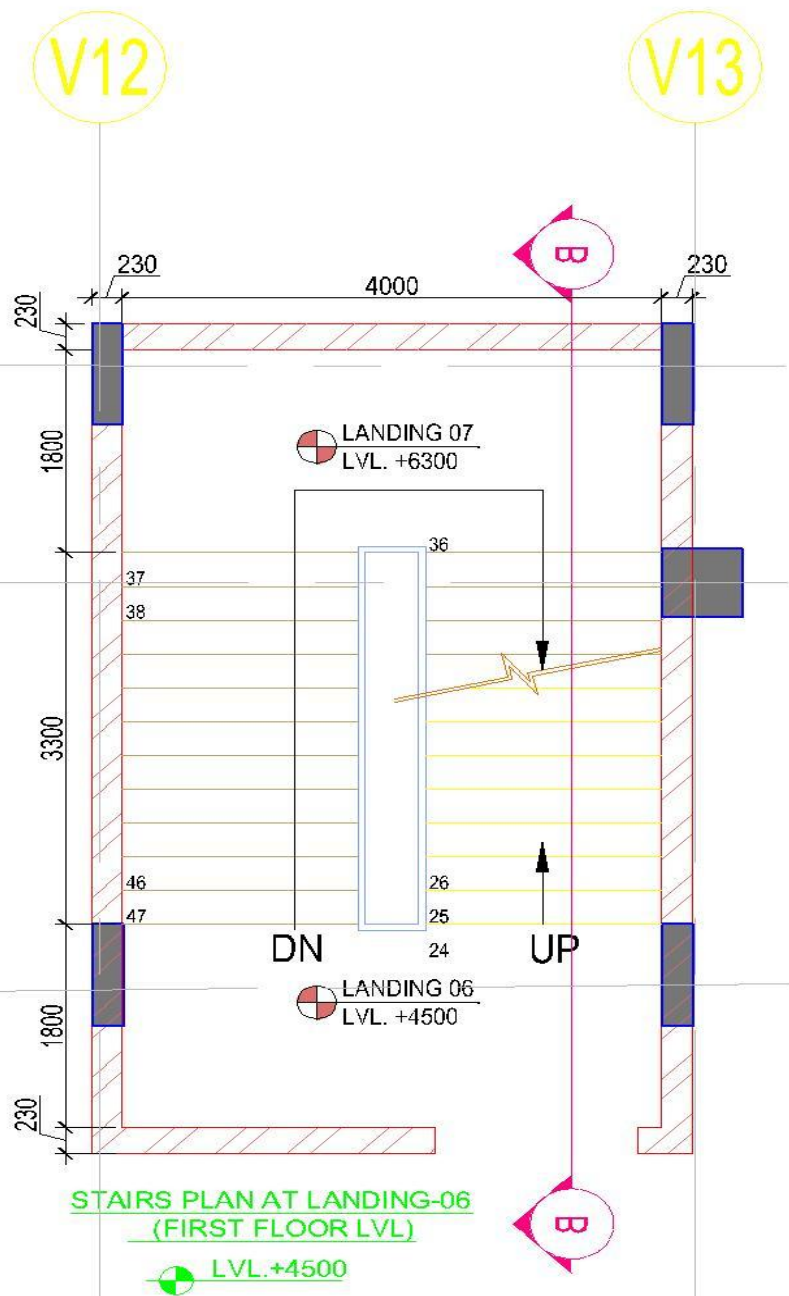 V12
V13
B
230
4000
230
230
LANDING 07
LVL. +6300
1800
36
37
38
3300
46
26
47
25
DN
24
UP
LANDING 06
LVL. +4500
1800
230
STAIRS PLAN AT LANDING-06
(FIRST FLOOR LVL)
B
LVL.+4500